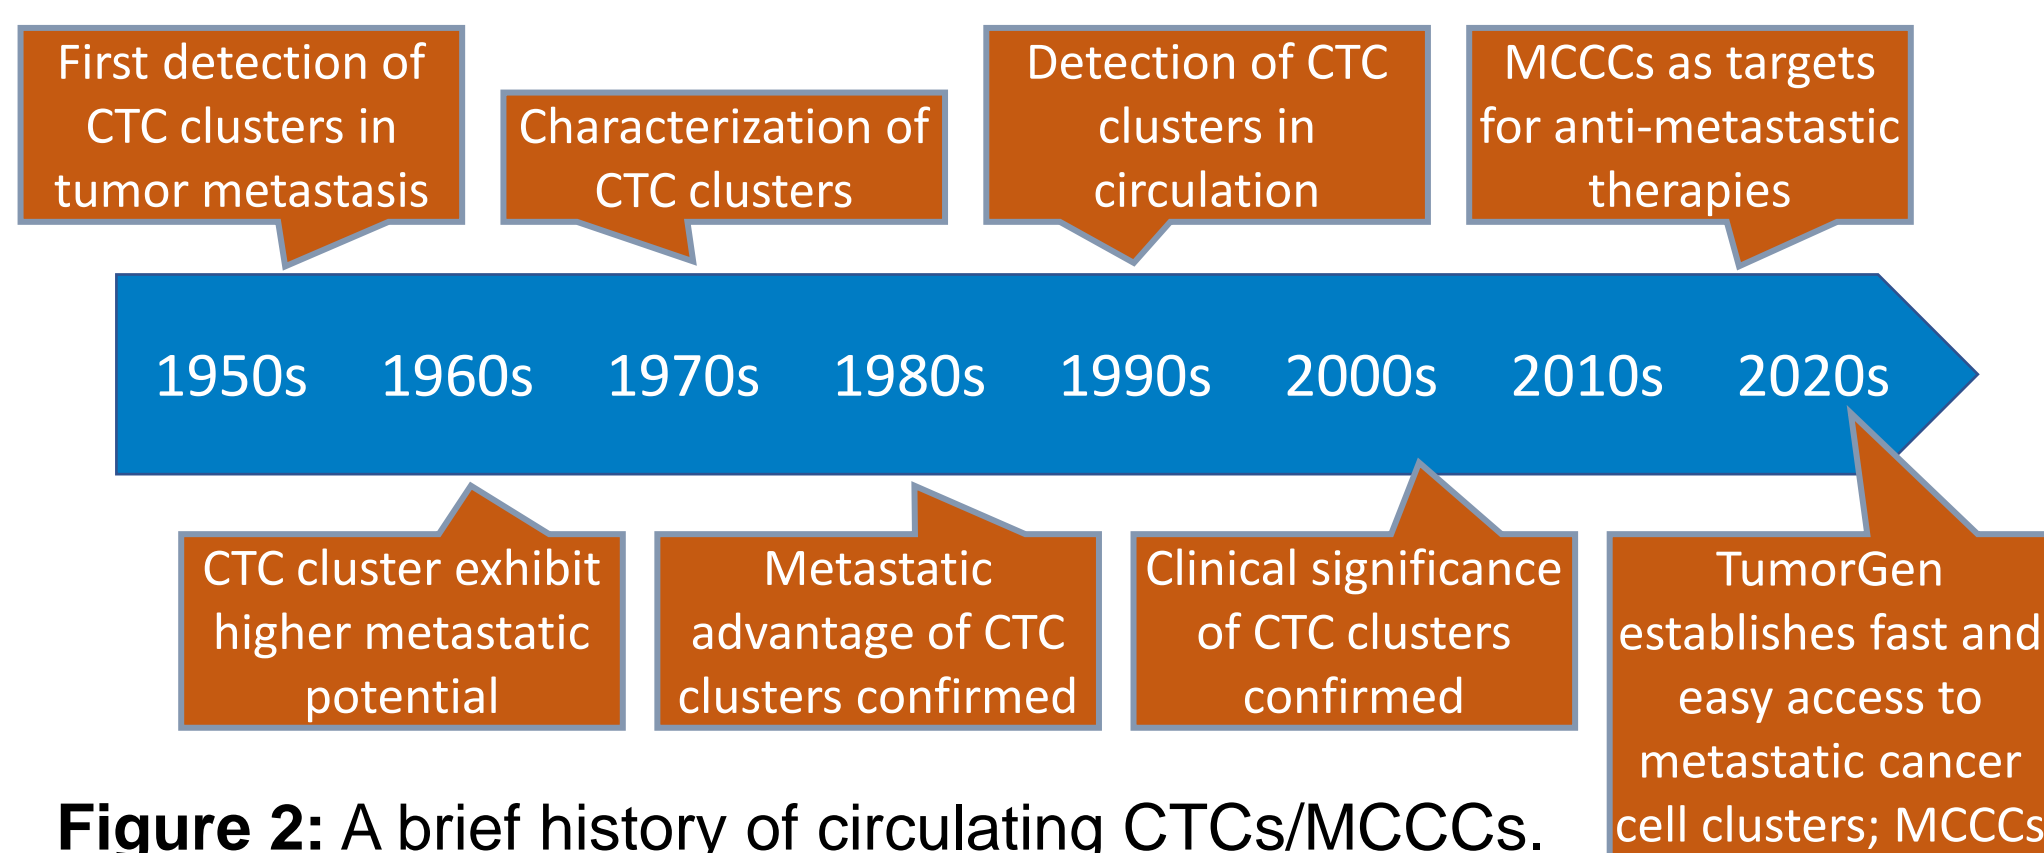 First detection of
CTC clusters in
tumor metastasis
Characterization of
CTC clusters
Detection of CTC
clusters in
circulation
MCCCs as targets
for anti-metastastic
therapies
1950s 1960s 1970s 1980s 1990s 2000s 2010s 2020s
CTC cluster exhibit
higher metastatic
potential
Metastatic
advantage of CTC
clusters confirmed
Clinical significance
of CTC clusters
confirmed
TumorGen
establishes fast and
easy access to
metastatic cancer
cell clusters; MCCCs
Figure 2: A brief history of circulating CTCs/MCCCs.